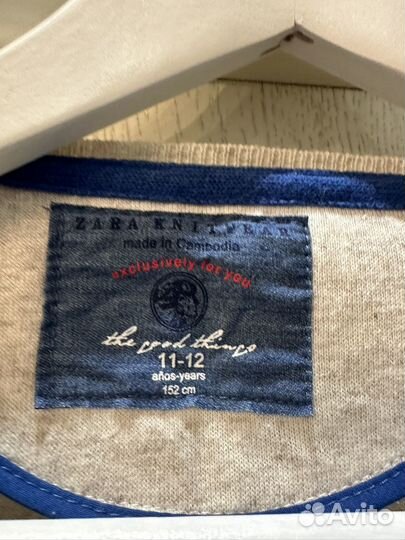 ZARA KNITWEAR
made in Cambodia
exclusively for you
the good things
11-12
años-years
152 cm
Avito